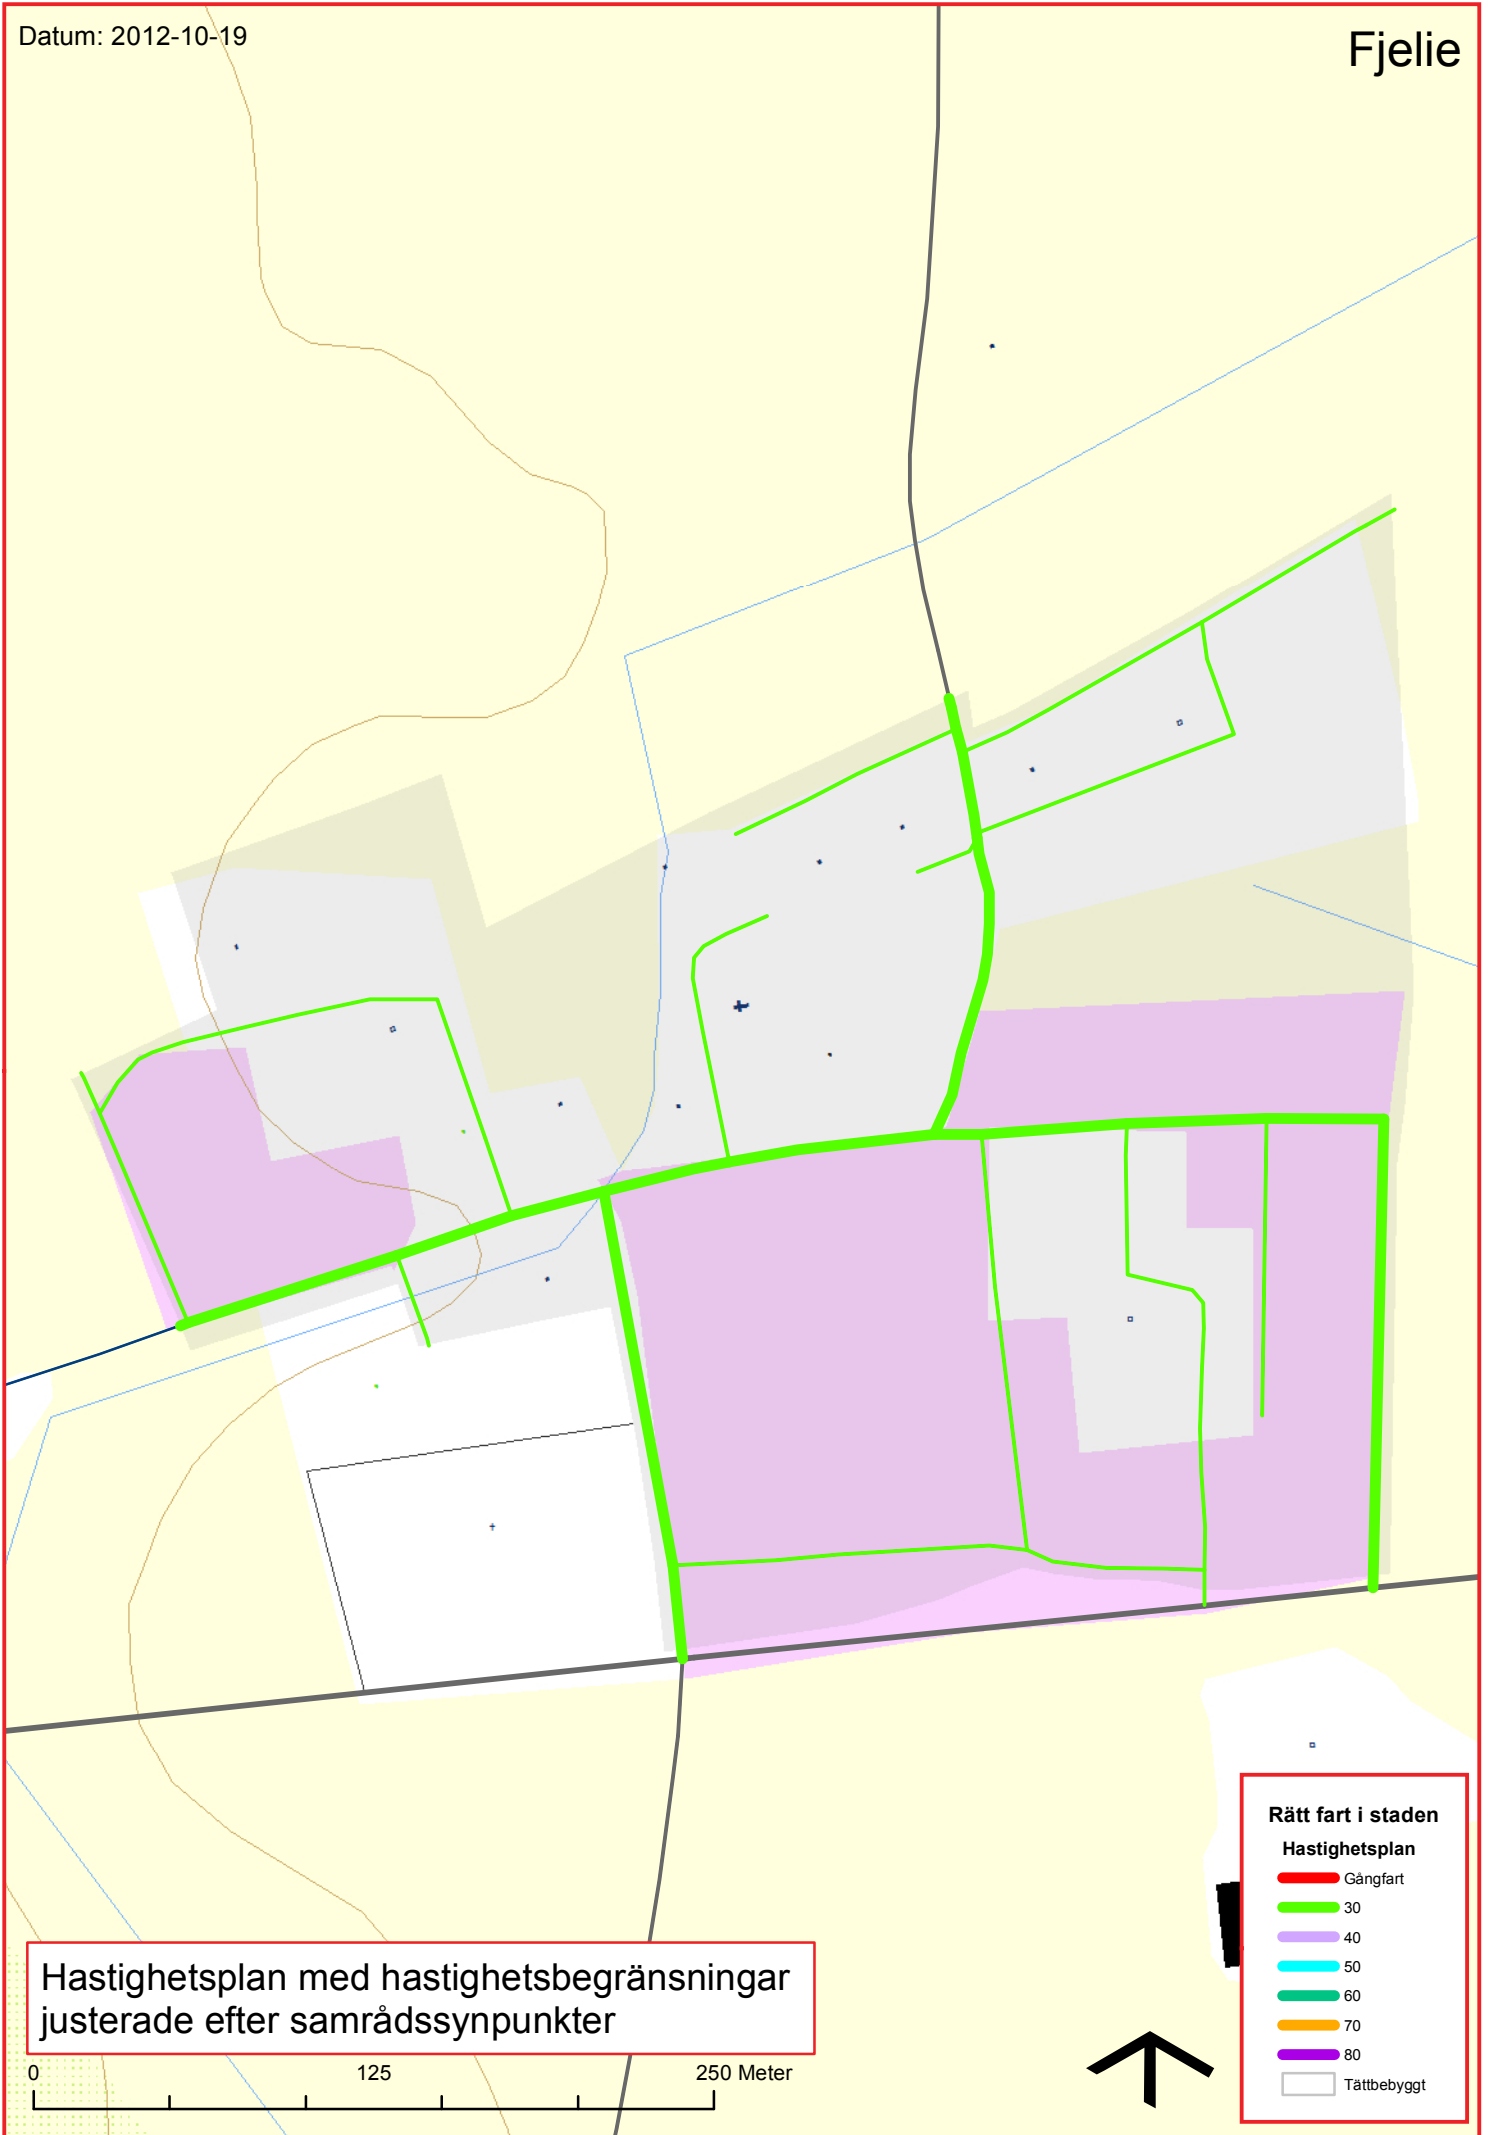 Datum: 2012-10-19
Fjelie
Rätt fart i staden
Hastighetsplan
Gångfart
30
40
50
60
70
80
Tättbebyggt
Hastighetsplan med hastighetsbegränsningar
justerade efter samrådssynpunkter
0 125 250 Meter